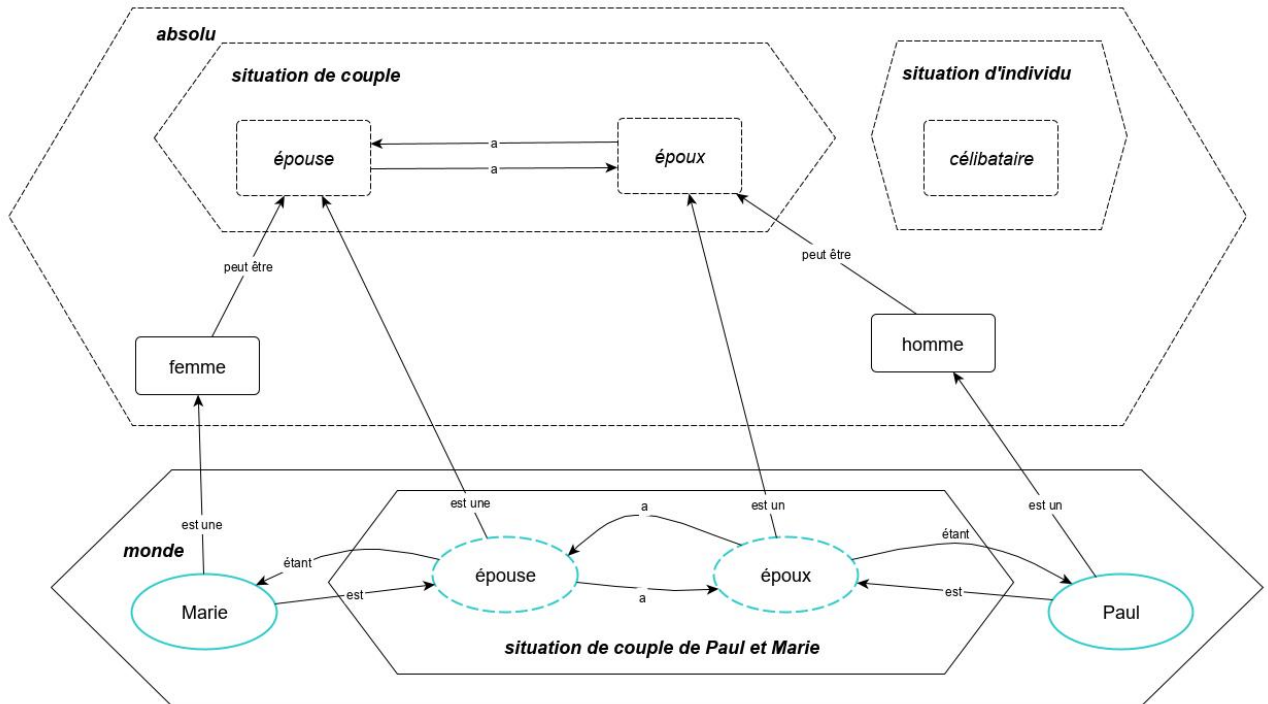 absolu
situation de couple
situation d'individu
épouse
a
a
époux
célibataire
peut être
peut être
femme
homme
est une
est un
est une
est un
monde
a
étant
étant
épouse
époux
est
a
est
Marie
Paul
situation de couple de Paul et Marie